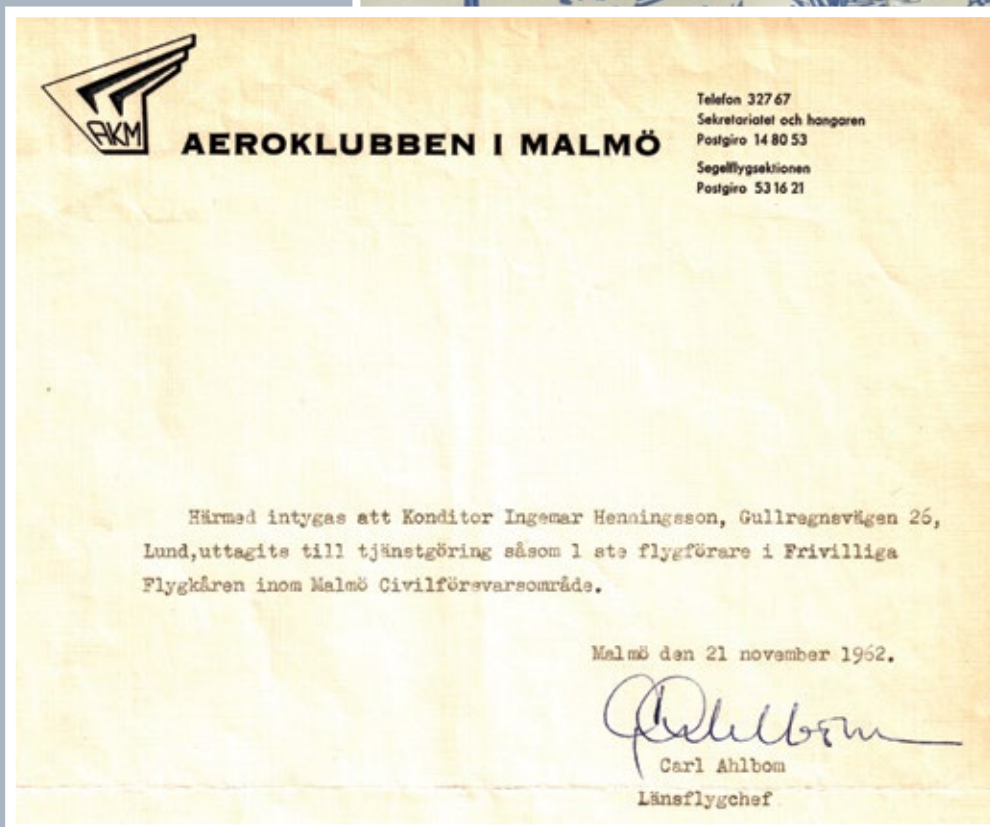 AKM
AEROKLUBBEN I MALMÖ
Telefon 32767
Sekretariatet och hangaren
Postgiro 14 80 53
Segelflygsektionen
Postgiro 53 16 21
Härmed intygas att Konditor Ingemar Henningsson, Gullregnsvägen 26,
Lund,uttagits till tjänstgöring såsom 1 ste flygförare i Frivilliga
Flygkåren inom Malmö Civilförsvarsområde.
Malmö den 21 november 1962.
CAhlbom
Carl Ahlbom
Länsflygchef